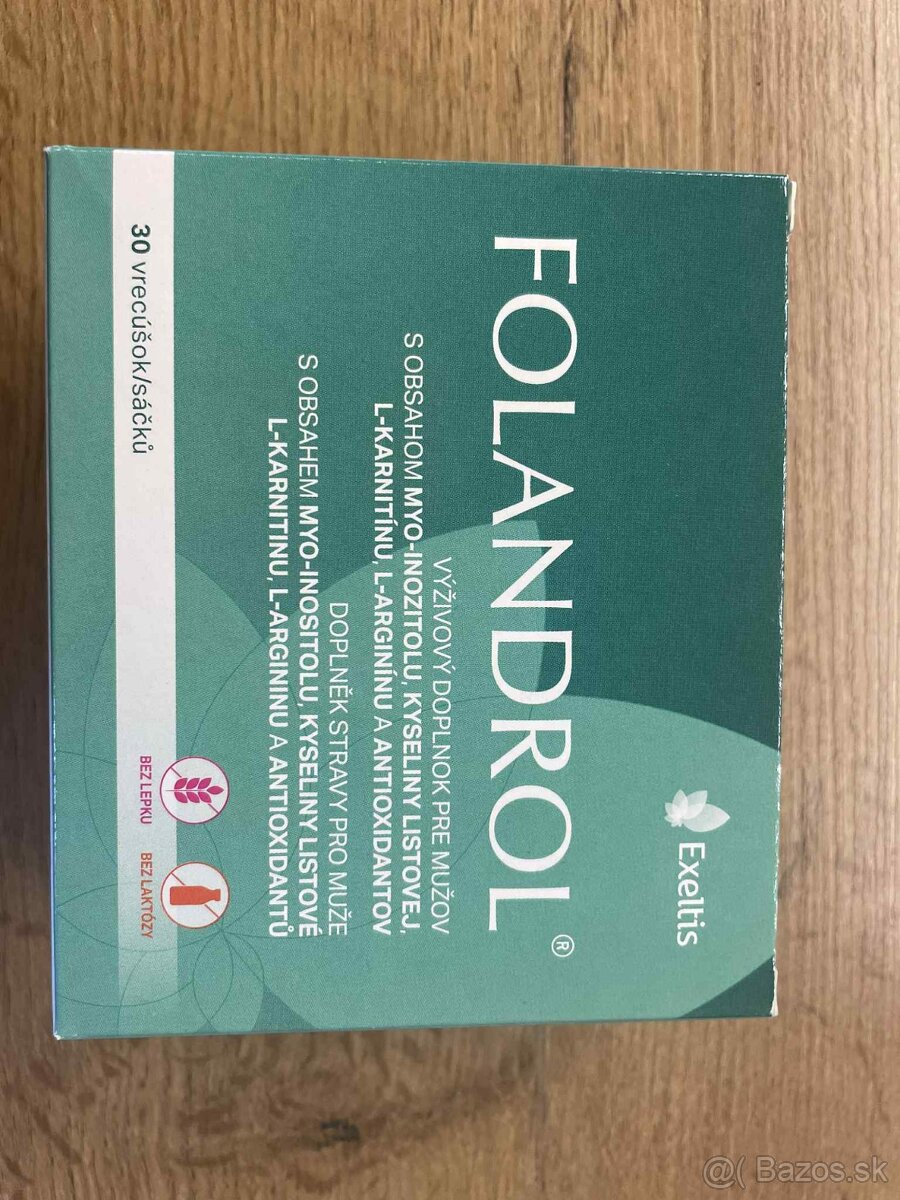 Exeltis
FOLANDROL®
VÝŽIVOVÝ DOPLNOK PRE MUŽOV
S OBSAHOM MYO-INOZITOLU, KYSELINY LISTOVEJ,
L-KARNITÍNU, L-ARGINÍNU A ANTIOXIDANTOV
DOPLNĚK STRAVY PRO MUŽE
S OBSAHEM MYO-INOSITOLU, KYSELINY LISTOVÉ
L-KARNITINU, L-ARGININU A ANTIOXIDANTŮ
30 vrecúšok/sáčků
BEZ LEPKU
BEZ LAKTÓZY
@( Bazos.sk